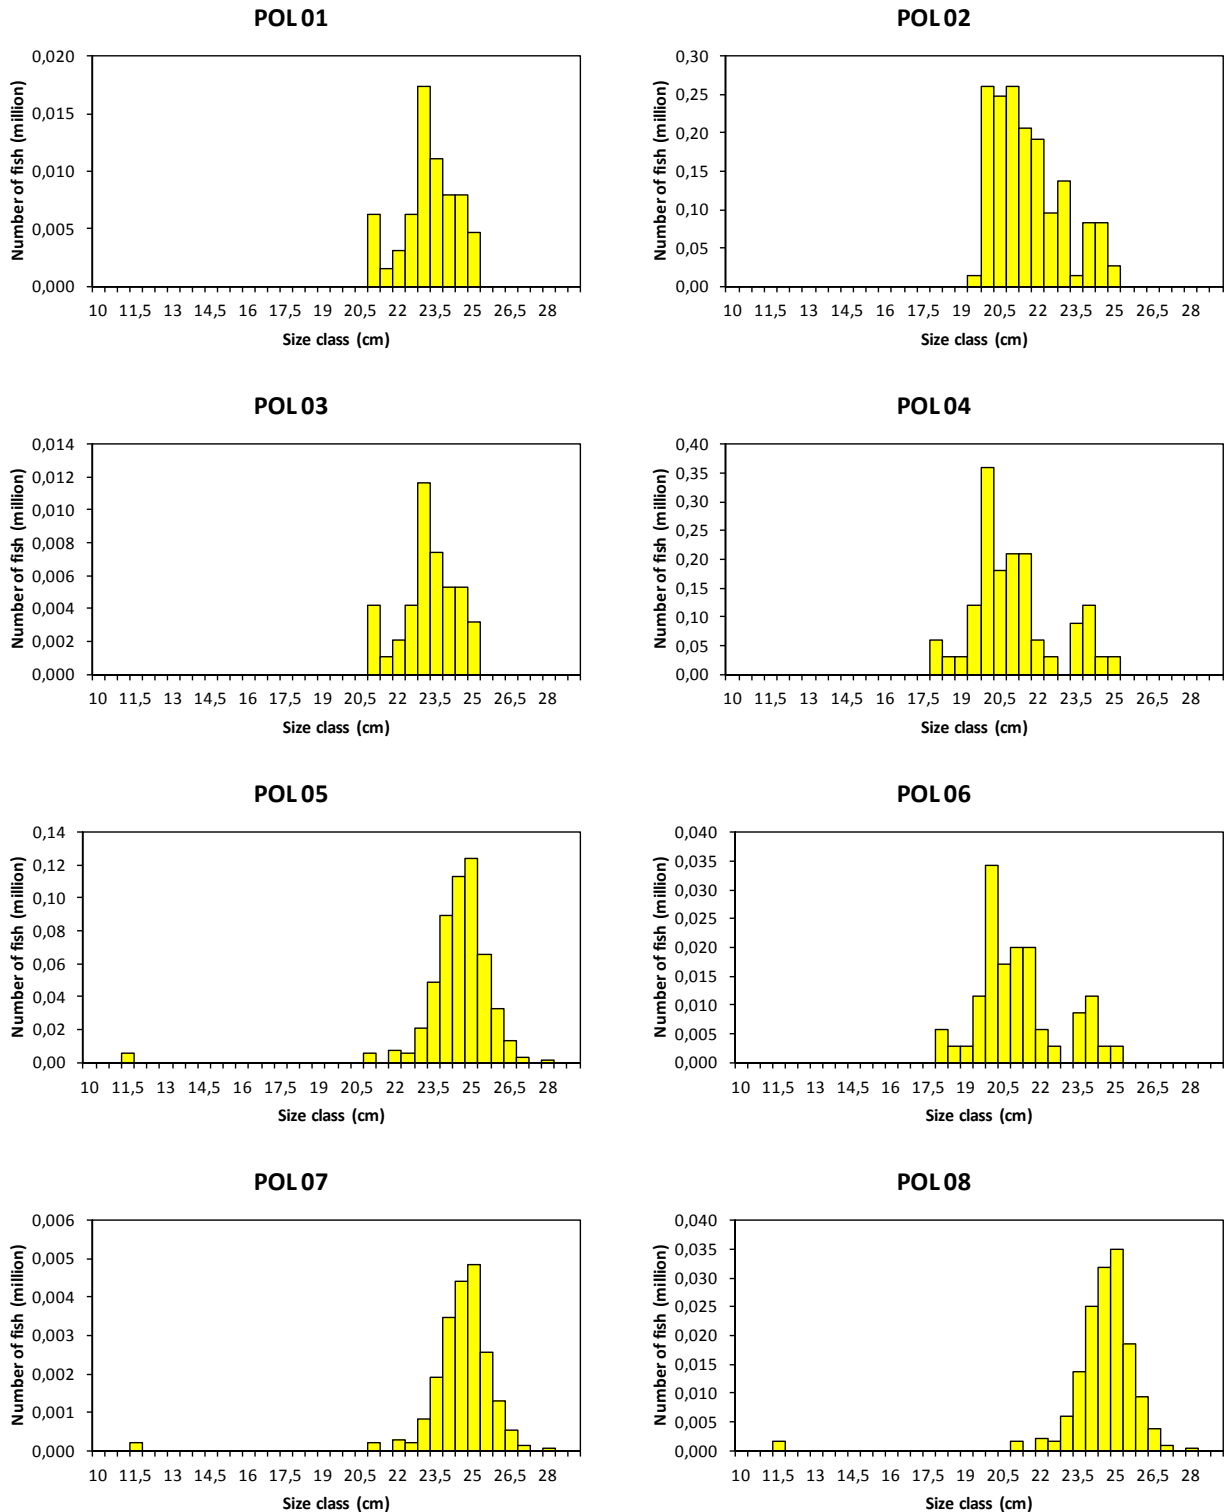 POL 01
Number of fish (million)
0,020
0,015
0,010
0,005
0,000
10 11,5 13 14,5 16 17,5 19 20,5 22 23,5 25 26,5 28
Size class (cm)
POL 02
Number of fish (million)
0,30
0,25
0,20
0,15
0,10
0,05
0,00
10 11,5 13 14,5 16 17,5 19 20,5 22 23,5 25 26,5 28
Size class (cm)
POL 03
Number of fish (million)
0,014
0,012
0,010
0,008
0,006
0,004
0,002
0,000
10 11,5 13 14,5 16 17,5 19 20,5 22 23,5 25 26,5 28
Size class (cm)
POL 04
Number of fish (million)
0,40
0,35
0,30
0,25
0,20
0,15
0,10
0,05
0,00
10 11,5 13 14,5 16 17,5 19 20,5 22 23,5 25 26,5 28
Size class (cm)
POL 05
Number of fish (million)
0,14
0,12
0,10
0,08
0,06
0,04
0,02
0,00
10 11,5 13 14,5 16 17,5 19 20,5 22 23,5 25 26,5 28
Size class (cm)
POL 06
Number of fish (million)
0,040
0,035
0,030
0,025
0,020
0,015
0,010
0,005
0,000
10 11,5 13 14,5 16 17,5 19 20,5 22 23,5 25 26,5 28
Size class (cm)
POL 07
Number of fish (million)
0,006
0,005
0,004
0,003
0,002
0,001
0,000
10 11,5 13 14,5 16 17,5 19 20,5 22 23,5 25 26,5 28
Size class (cm)
POL 08
Number of fish (million)
0,040
0,035
0,030
0,025
0,020
0,015
0,010
0,005
0,000
10 11,5 13 14,5 16 17,5 19 20,5 22 23,5 25 26,5 28
Size class (cm)